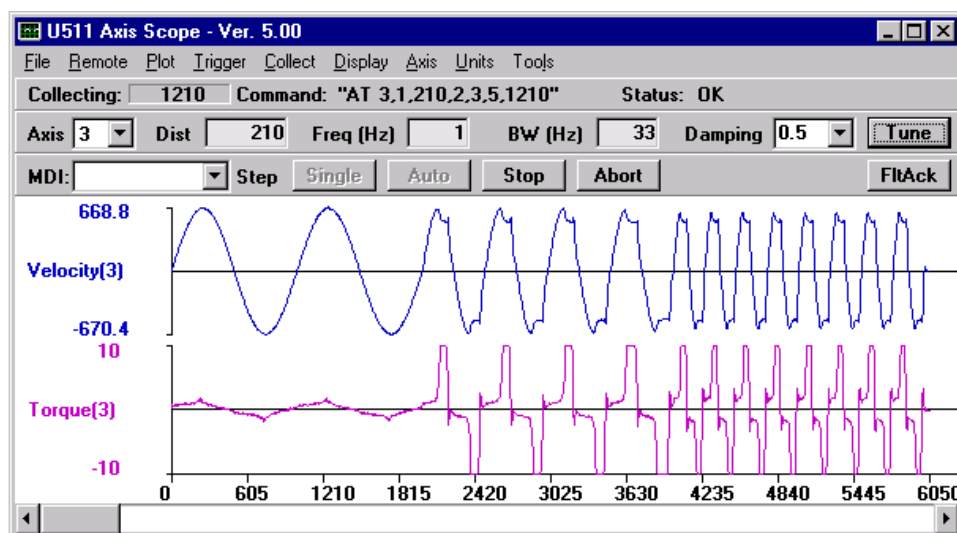 U511 Axis Scope - Ver. 5.00
File Remote Plot Trigger Collect Display Axis Units Tools
Collecting: 1210 Command: "AT 3,1,210,2,3,5,1210" Status: OK
Axis 3 Dist 210 Freq (Hz) 1 BW (Hz) 33 Damping 0.5 Tune
MDI: Step Single Auto Stop Abort FltAck
668.8
Velocity(3)
-670.4
10
Torque(3)
-10
0 605 1210 1815 2420 3025 3630 4235 4840 5445 6050